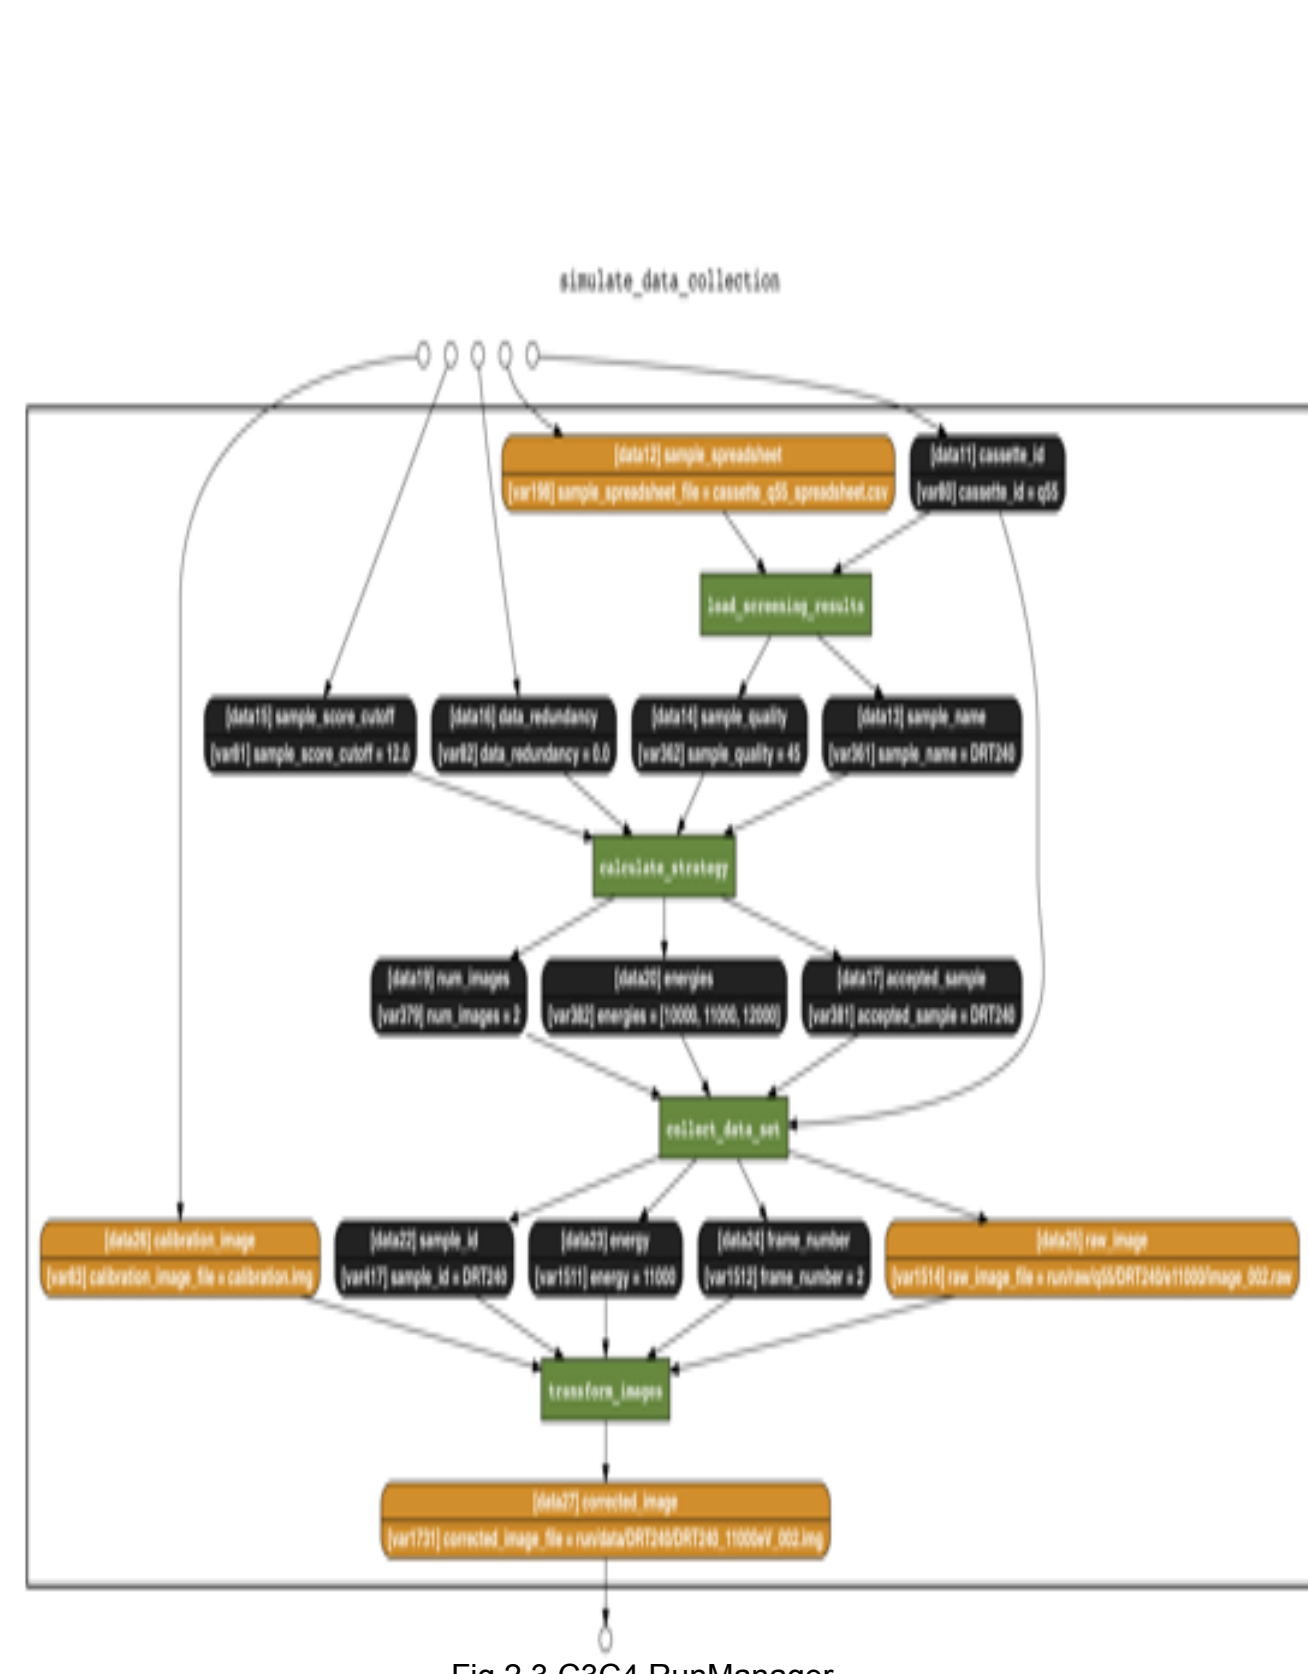 simulate_data_collection
[data12] sample_spreadsheet
[var198] sample_spreadsheet_file = cassette_q55_spreadsheet.csv
[data11] cassette_id
[var80] cassette_id = q55
load_screening_results
[data15] sample_score_cutoff
[var81] sample_score_cutoff = 12.0
[data16] data_redundancy
[var82] data_redundancy = 0.0
[data14] sample_quality
[var362] sample_quality = 45
[data13] sample_name
[var361] sample_name = DRT240
calculate_strategy
[data19] num_images
[var379] num_images = 2
[data20] energies
[var382] energies = [10000, 11000, 12000]
[data17] accepted_sample
[var381] accepted_sample = DRT240
collect_data_set
[data26] calibration_image
[var83] calibration_image_file = calibration.img
[data22] sample_id
[var417] sample_id = DRT240
[data23] energy
[var1511] energy = 11000
[data24] frame_number
[var1512] frame_number = 2
[data25] raw_image
[var1514] raw_image_file = run/raw/q55/DRT240/e11000/image_002.raw
transform_images
[data27] corrected_image
[var1731] corrected_image_file = run/data/DRT240/DRT240_11000eV_002.img
Fig 2.3 C3C4 RunManager